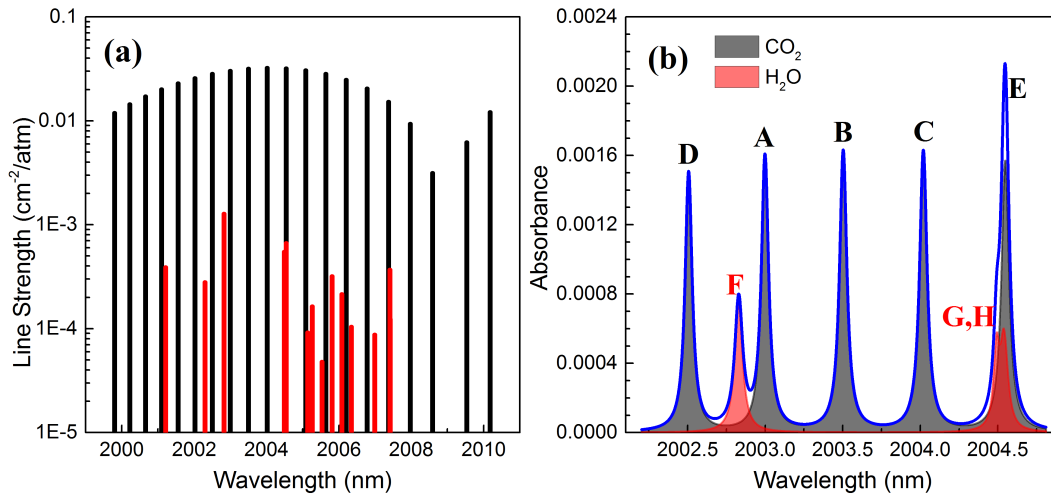 (a)
Line Strength (cm⁻²/atm)
0.1
0.01
1E-3
1E-4
1E-5
2000 2002 2004 2006 2008 2010
Wavelength (nm)
(b)
CO₂
H₂O
Absorbance
0.0024
0.0020
0.0016
0.0012
0.0008
0.0004
0.0000
D
A
B
C
E
F
G,H
2002.5 2003.0 2003.5 2004.0 2004.5
Wavelength (nm)